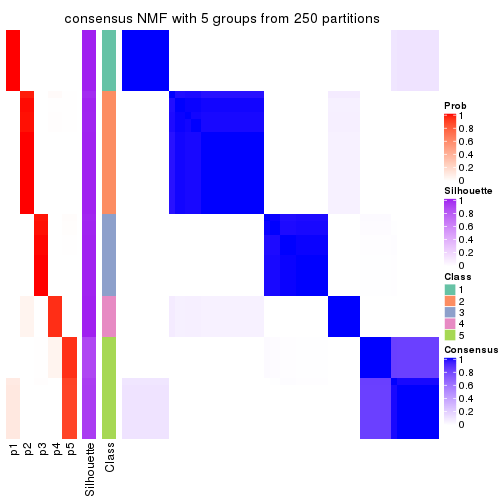 consensus NMF with 5 groups from 250 partitions
Prob
1
0.8
0.6
0.4
0.2
0
Silhouette
1
0.8
0.6
0.4
0.2
0
Class
1
2
3
4
5
Consensus
1
0.8
0.6
0.4
0.2
0
p1
p2
p3
p4
p5
Silhouette
Class